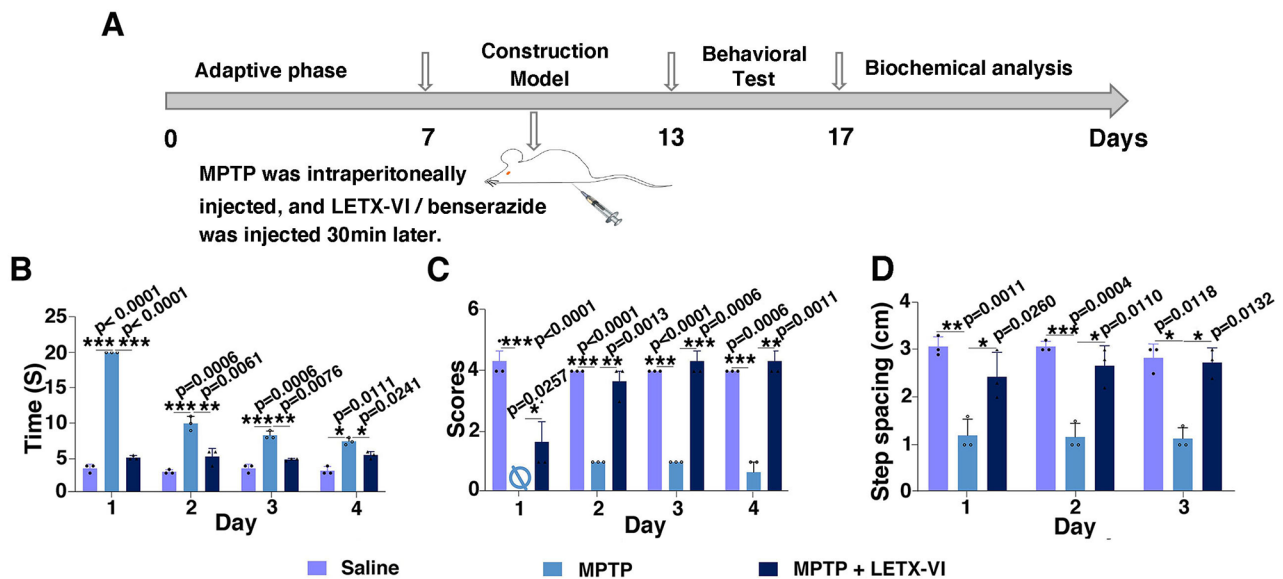 A
Adaptive phase
Construction
Model
Behavioral
Test
Biochemical analysis
0
7
13
17
Days
MPTP was intraperitoneally
injected, and LETX-VI / benserazide
was injected 30min later.
B
Time (S)
25
20
15
10
5
0
p< 0.0001
p< 0.0001
*** ***
p=0.0006
p=0.0061
*** **
p=0.0006
p=0.0076
*** **
p=0.0111
p=0.0241
* *
1 2 3 4
Day
C
Scores
6
4
2
0
*** p<0.0001
p=0.0257
*
p<0.0001
p=0.0013
*** **
p<0.0001
p=0.0006
*** ***
p=0.0006
p=0.0011
*** **
1 2 3 4
Day
D
Step spacing (cm)
4
3
2
1
0
** p=0.0011
* p=0.0260
*** p=0.0004
* p=0.0110
p=0.0118
* * p=0.0132
1 2 3
Day
Saline
MPTP
MPTP + LETX-VI